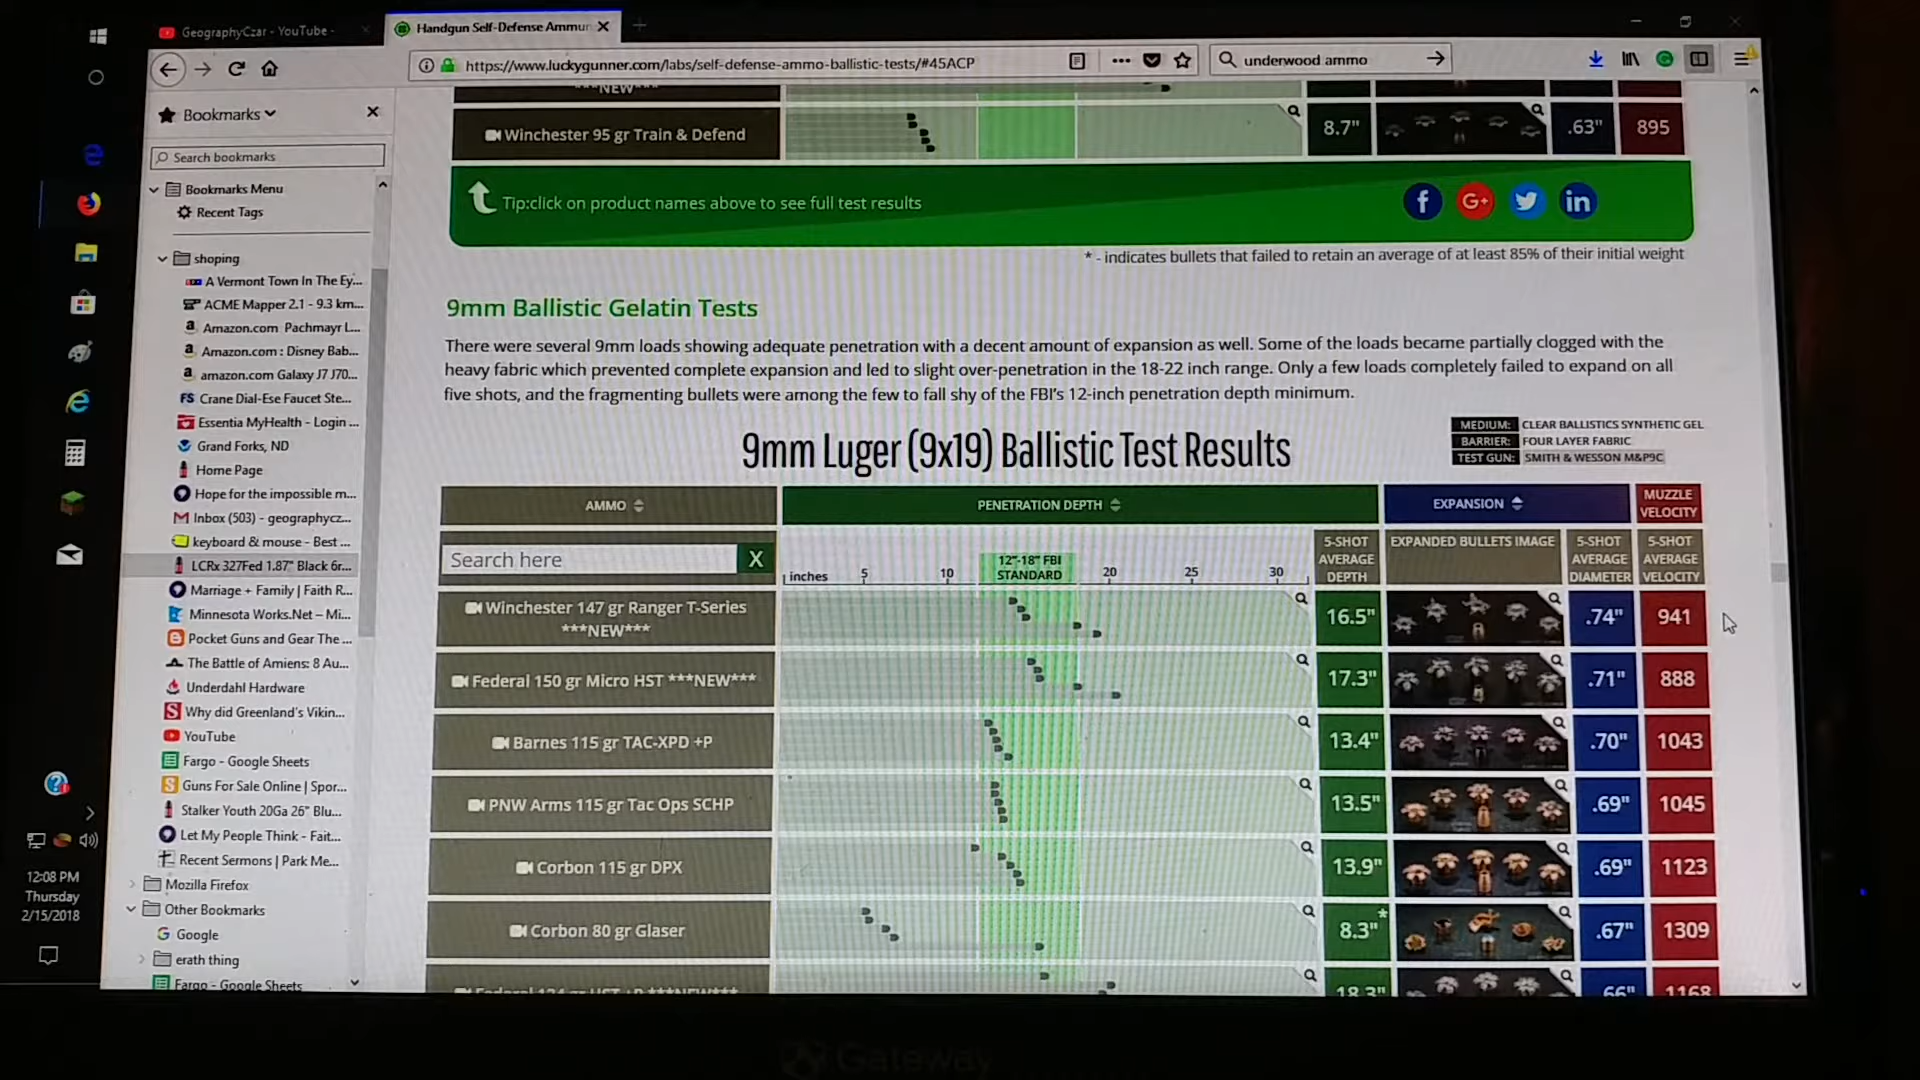 GeographyCzar - YouTube -
Handgun Self-Defense Ammun
https://www.luckygunner.com/labs/self-defense-ammo-ballistic-tests/#45ACP
underwood ammo
Bookmarks
Search bookmarks
Bookmarks Menu
Recent Tags
shoping
A Vermont Town In The Ey...
ACME Mapper 2.1 - 9.3 km...
Amazon.com Pachmayr L...
Amazon.com : Disney Bab...
amazon.com Galaxy J7 J70...
FS Crane Dial-Ese Faucet Ste...
Essentia MyHealth - Login ...
Grand Forks, ND
Home Page
Hope for the impossible m...
Inbox (503) - geographycz...
keyboard & mouse - Best ...
LCRx 327Fed 1.87" Black 6r...
Marriage + Family | Faith R...
Minnesota Works.Net – Mi...
Pocket Guns and Gear The ...
The Battle of Amiens: 8 Au...
Underdahl Hardware
Why did Greenland's Vikin...
YouTube
Fargo - Google Sheets
Guns For Sale Online | Spor...
Stalker Youth 20Ga 26" Blu...
Let My People Think - Fait...
Recent Sermons | Park Me...
Mozilla Firefox
Other Bookmarks
Google
erath thing
Fargo - Google Sheets
12:08 PM
Thursday
2/15/2018
***NEW***
Winchester 95 gr Train & Defend 8.7" .63" 895
Tip:click on product names above to see full test results
f G+ in
* - indicates bullets that failed to retain an average of at least 85% of their initial weight
9mm Ballistic Gelatin Tests
There were several 9mm loads showing adequate penetration with a decent amount of expansion as well. Some of the loads became partially clogged with the
heavy fabric which prevented complete expansion and led to slight over-penetration in the 18-22 inch range. Only a few loads completely failed to expand on all
five shots, and the fragmenting bullets were among the few to fall shy of the FBI's 12-inch penetration depth minimum.
9mm Luger (9x19) Ballistic Test Results
MEDIUM: CLEAR BALLISTICS SYNTHETIC GEL
BARRIER: FOUR LAYER FABRIC
TEST GUN: SMITH & WESSON M&P9C
AMMO PENETRATION DEPTH EXPANSION MUZZLE VELOCITY
Search here X
inches 5 10 12"-18" FBI STANDARD 20 25 30
5-SHOT AVERAGE DEPTH EXPANDED BULLETS IMAGE 5-SHOT AVERAGE DIAMETER 5-SHOT AVERAGE VELOCITY
Winchester 147 gr Ranger T-Series ***NEW*** 16.5" .74" 941
Federal 150 gr Micro HST ***NEW*** 17.3" .71" 888
Barnes 115 gr TAC-XPD +P 13.4" .70" 1043
PNW Arms 115 gr Tac Ops SCHP 13.5" .69" 1045
Corbon 115 gr DPX 13.9" .69" 1123
Corbon 80 gr Glaser 8.3"* .67" 1309
Federal 124 gr HST +P ***NEW*** 18.3" .66" 1168
Gateway